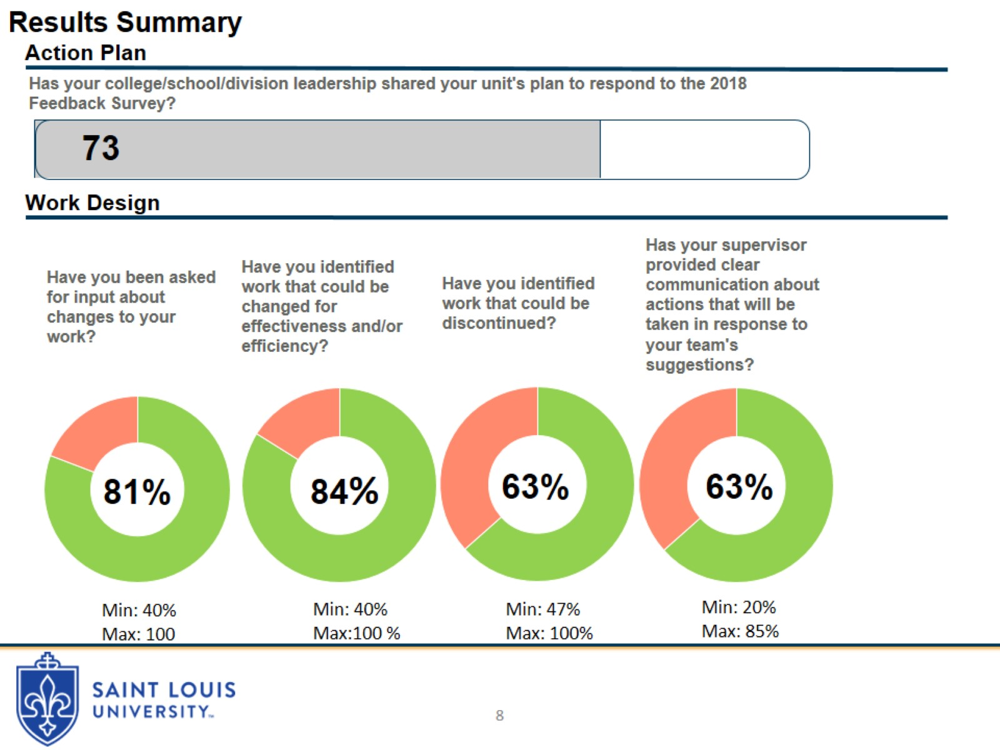 Results Summary
Action Plan
Has your college/school/division leadership shared your unit's plan to respond to the 2018
Feedback Survey?
73
Work Design
Have you been asked
for input about
changes to your
work?
Have you identified
work that could be
changed for
effectiveness and/or
efficiency?
Have you identified
work that could be
discontinued?
Has your supervisor
provided clear
communication about
actions that will be
taken in response to
your team's
suggestions?
81%
84%
63%
63%
Min: 40%
Max: 100
Min: 40%
Max:100 %
Min: 47%
Max: 100%
Min: 20%
Max: 85%
SAINT LOUIS
UNIVERSITY™
8